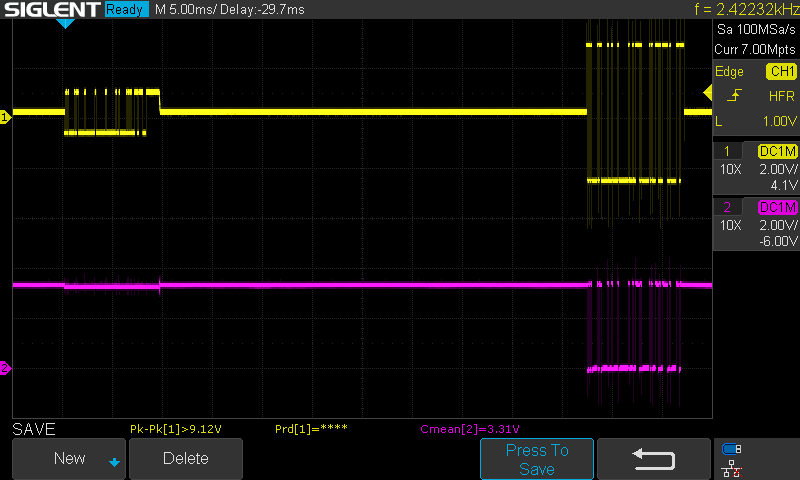 SIGLENT Ready M 5.00ms/ Delay:-29.7ms f = 2.42232kHz
Sa 100MSa/s
Curr 7.00Mpts
Edge CH1
HFR
L 1.00V
1 DC1M
10X 2.00V/
4.1V
2 DC1M
10X 2.00V/
-6.00V
1
2
SAVE Pk-Pk[1]>9.12V Prd[1]=**** Cmean[2]=3.31V
New Delete Press To
Save